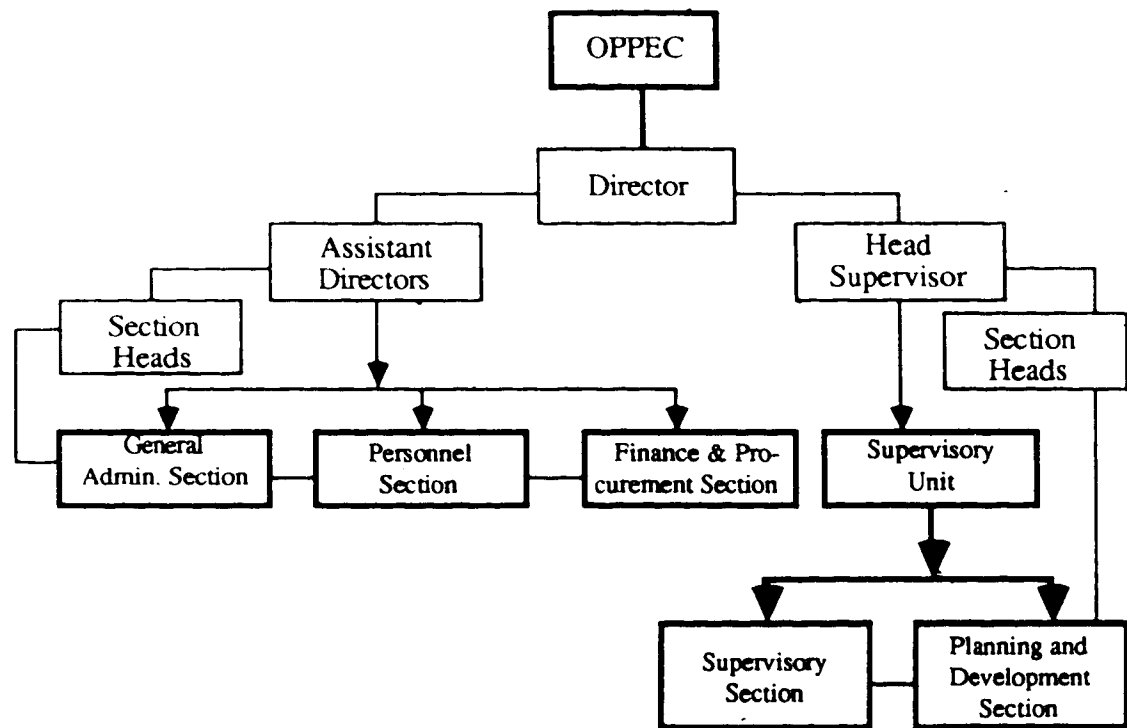 OPPEC
Director
Assistant
Directors
Head
Supervisor
Section
Heads
Section
Heads
General
Admin. Section
Personnel
Section
Finance & Pro-
curement Section
Supervisory
Unit
Supervisory
Section
Planning and
Development
Section